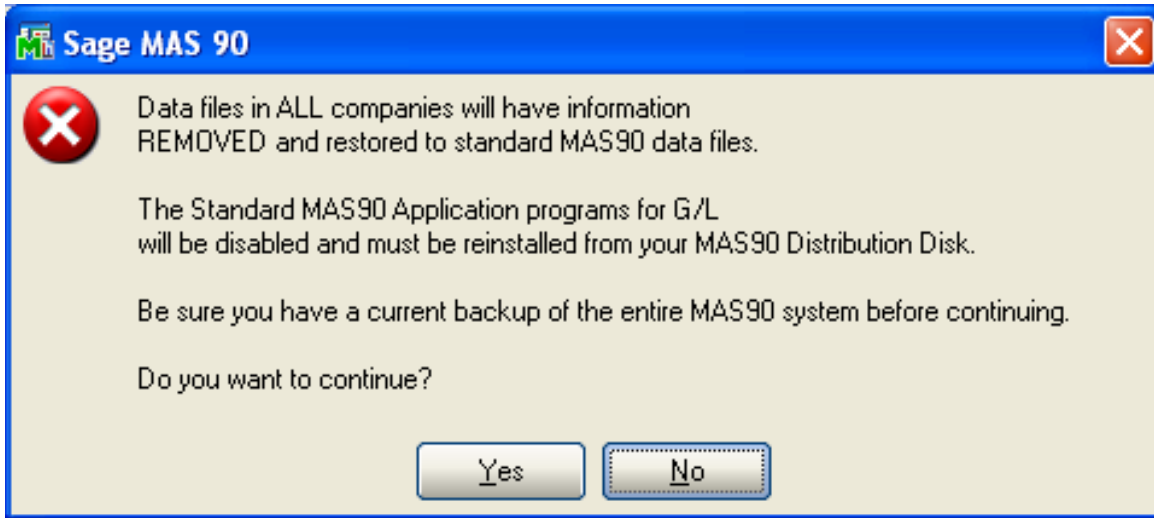 Sage MAS 90
Data files in ALL companies will have information
REMOVED and restored to standard MAS90 data files.
The Standard MAS90 Application programs for G/L
will be disabled and must be reinstalled from your MAS90 Distribution Disk.
Be sure you have a current backup of the entire MAS90 system before continuing.
Do you want to continue?
Yes
No